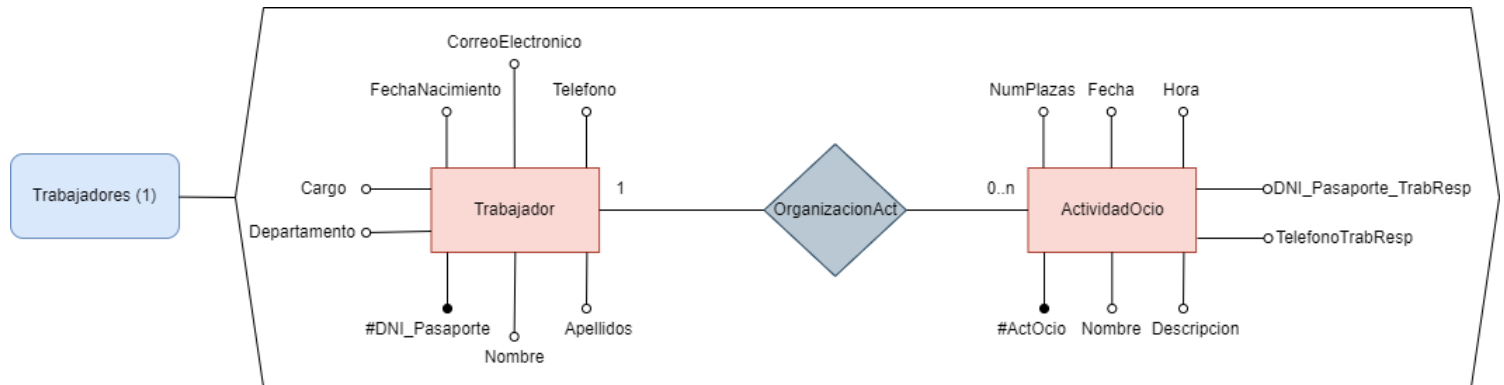 CorreoElectronico
FechaNacimiento
Telefono
NumPlazas
Fecha
Hora
Trabajadores (1)
Cargo
1
0..n
DNI_Pasaporte_TrabResp
Trabajador
OrganizacionAct
ActividadOcio
Departamento
TelefonoTrabResp
#DNI_Pasaporte
Nombre
Apellidos
#ActOcio
Nombre
Descripcion